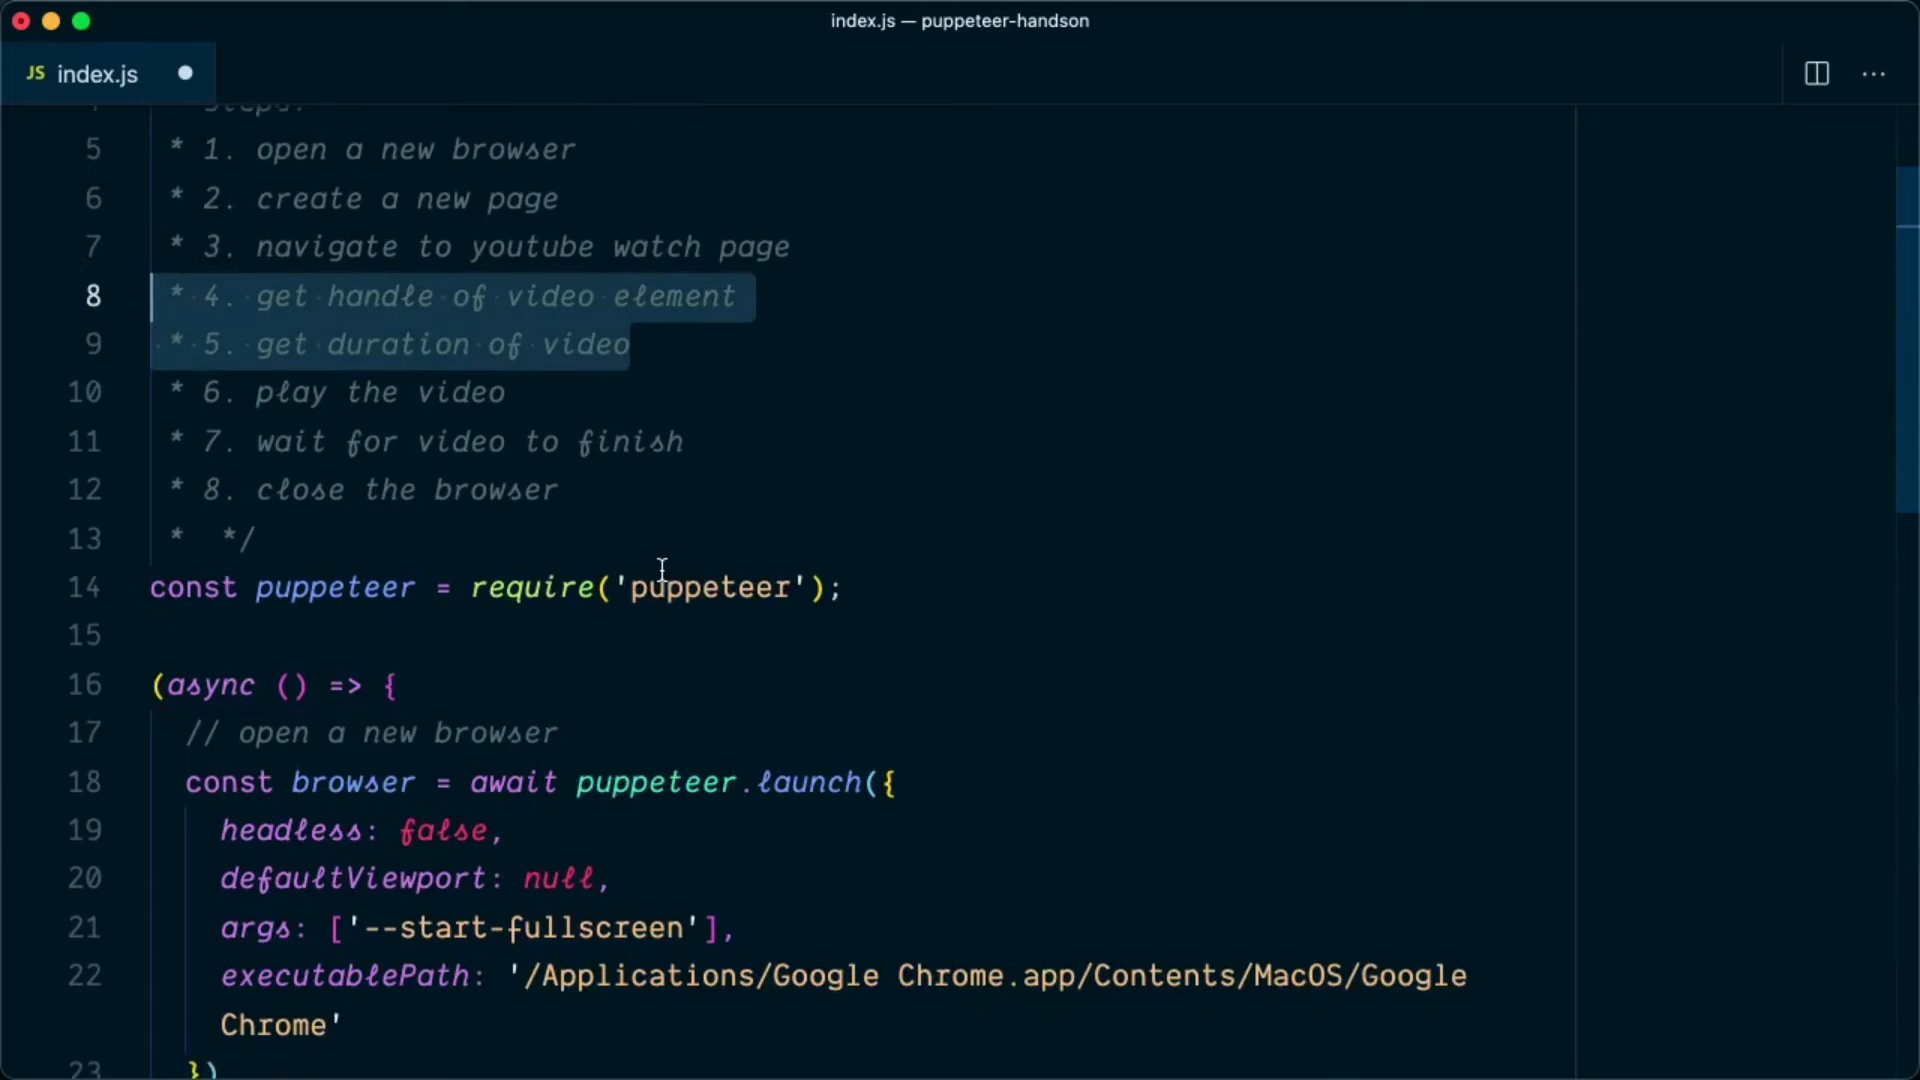 index.js — puppeteer-handson
JS index.js
4 Steps:
5 * 1. open a new browser
6 * 2. create a new page
7 * 3. navigate to youtube watch page
8 * 4. get handle of video element
9 * 5. get duration of video
10 * 6. play the video
11 * 7. wait for video to finish
12 * 8. close the browser
13 * */
14 const puppeteer = require('puppeteer');
15
16 (async () => {
17 // open a new browser
18 const browser = await puppeteer.launch({
19 headless: false,
20 defaultViewport: null,
21 args: ['--start-fullscreen'],
22 executablePath: '/Applications/Google Chrome.app/Contents/MacOS/Google
Chrome'
23 })